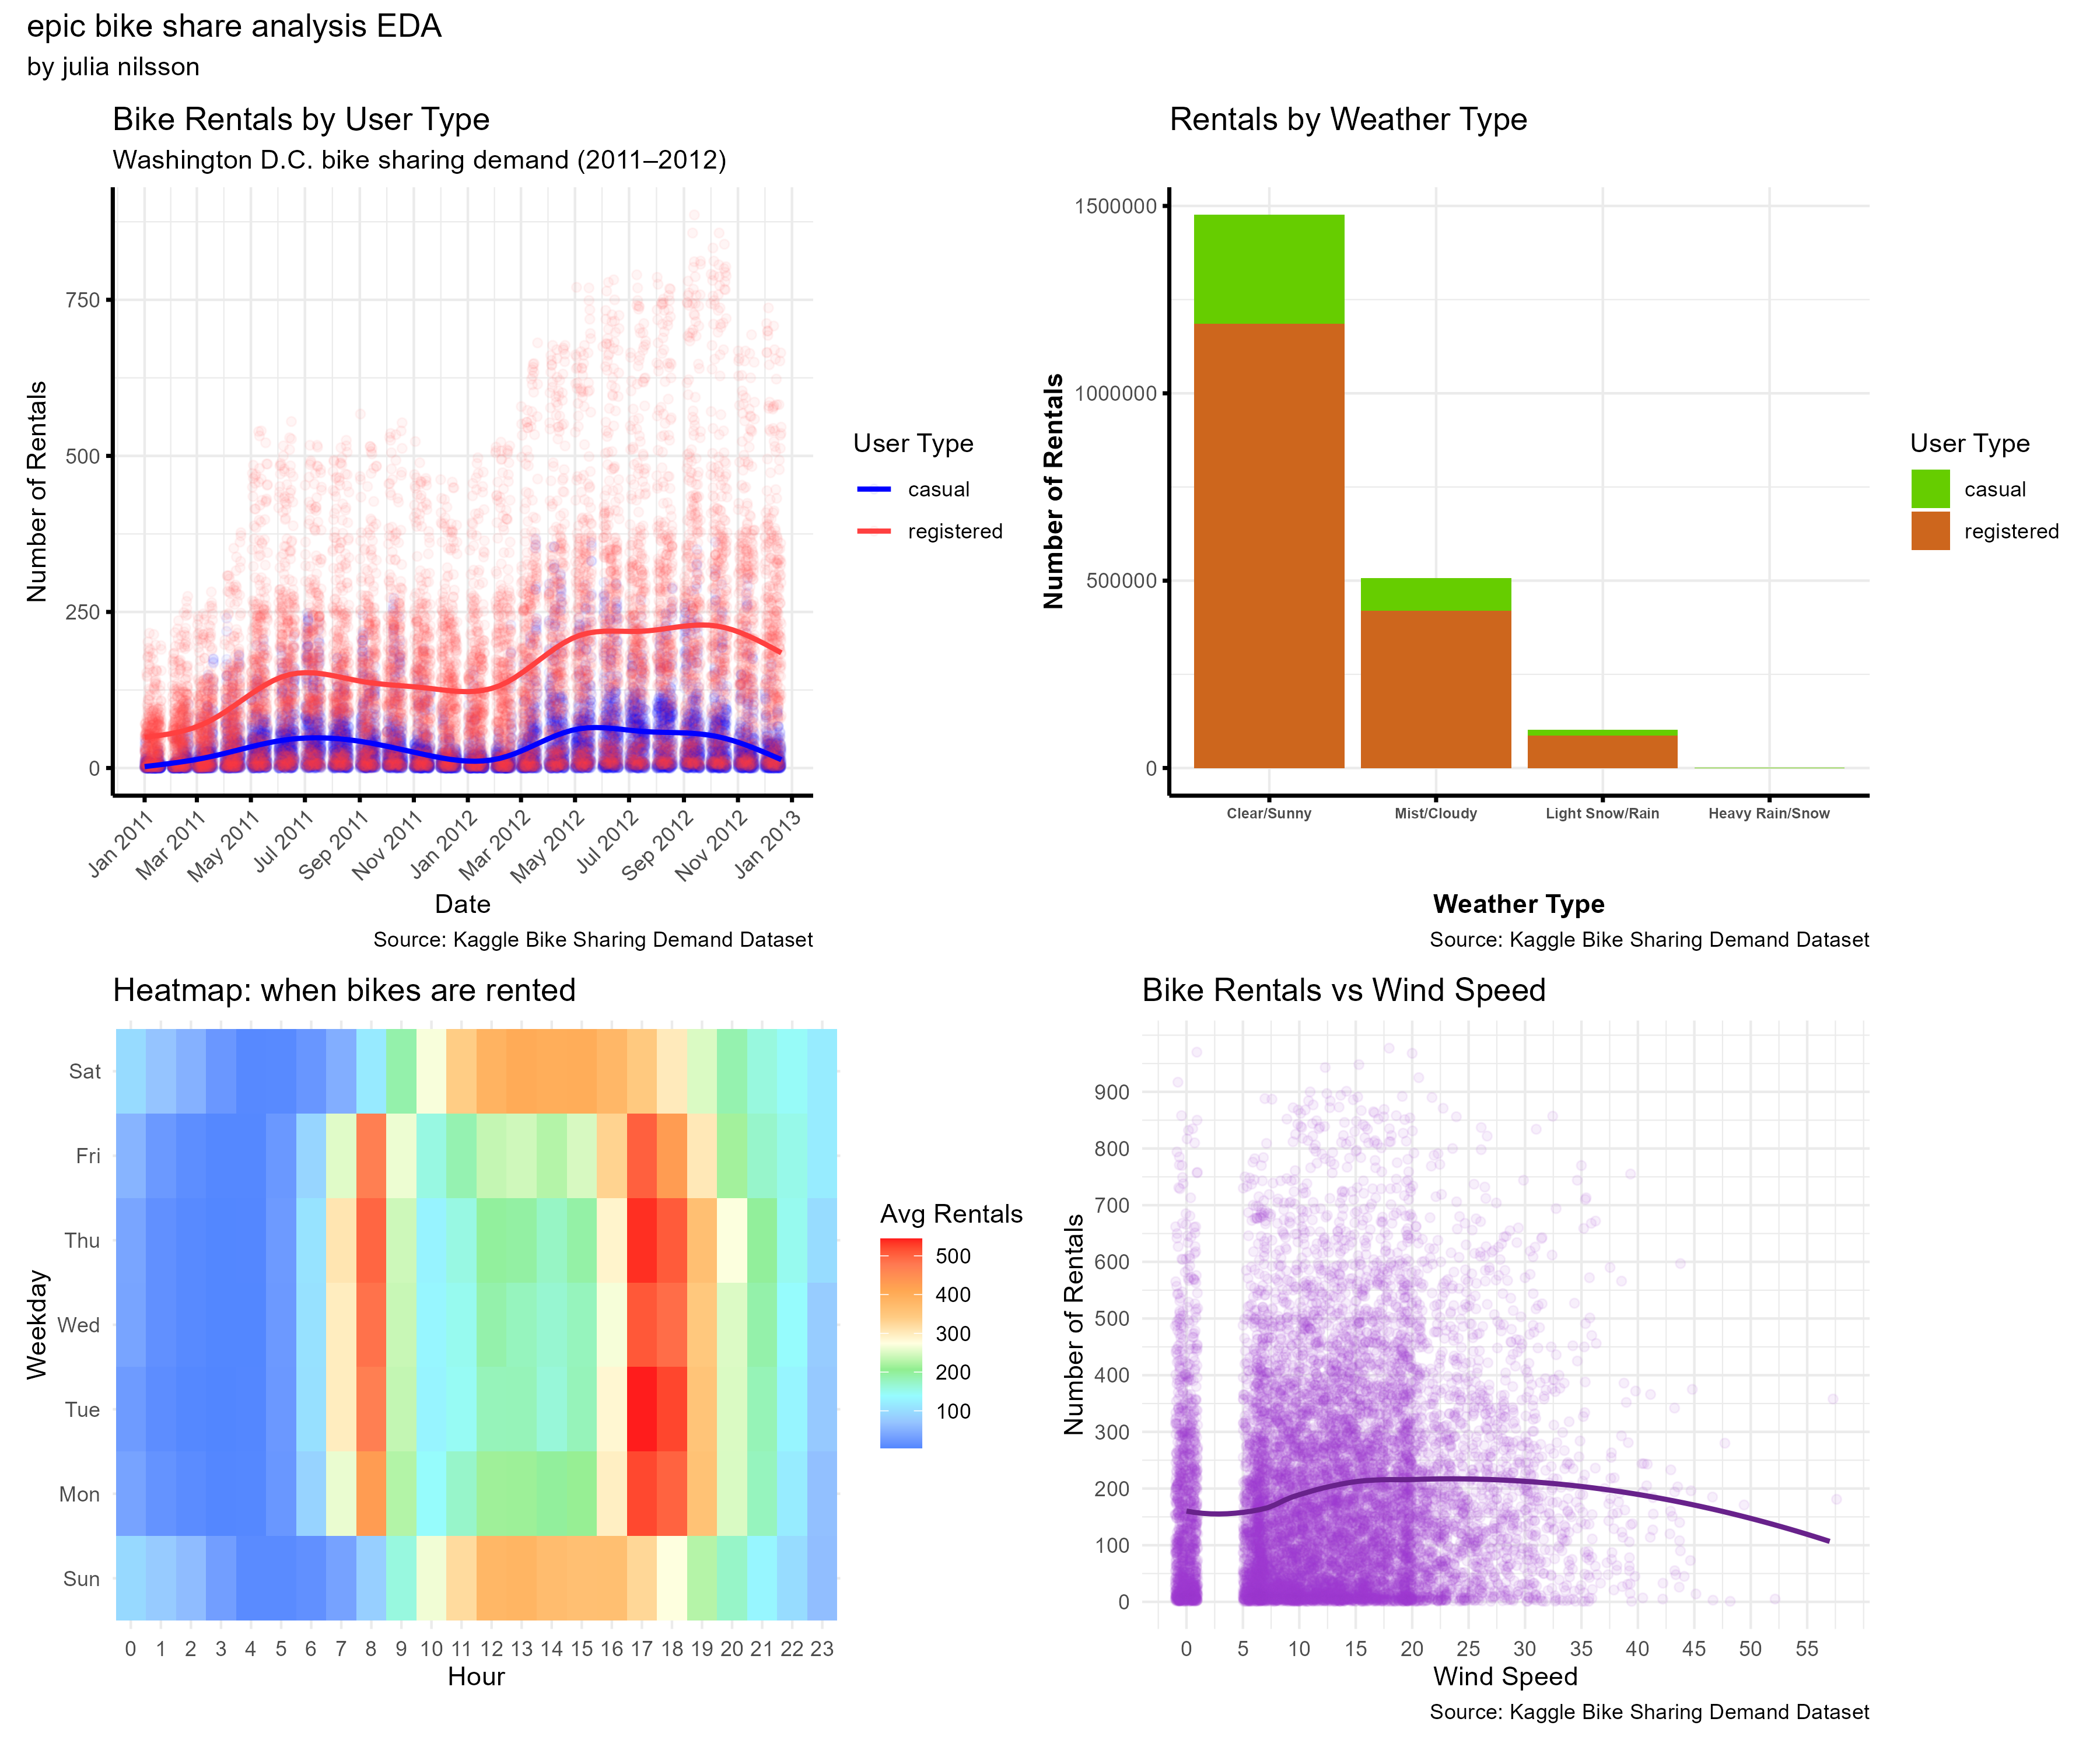 epic bike share analysis EDA
by julia nilsson
Bike Rentals by User Type
Washington D.C. bike sharing demand (2011–2012)
Number of Rentals
750
500
250
0
Jan 2011
Mar 2011
May 2011
Jul 2011
Sep 2011
Nov 2011
Jan 2012
Mar 2012
May 2012
Jul 2012
Sep 2012
Nov 2012
Jan 2013
Date
Source: Kaggle Bike Sharing Demand Dataset
User Type
casual
registered
Rentals by Weather Type
Number of Rentals
1500000
1000000
500000
0
Clear/Sunny
Mist/Cloudy
Light Snow/Rain
Heavy Rain/Snow
Weather Type
Source: Kaggle Bike Sharing Demand Dataset
User Type
casual
registered
Heatmap: when bikes are rented
Weekday
Sat
Fri
Thu
Wed
Tue
Mon
Sun
0 1 2 3 4 5 6 7 8 9 10 11 12 13 14 15 16 17 18 19 20 21 22 23
Hour
Avg Rentals
500
400
300
200
100
Bike Rentals vs Wind Speed
Number of Rentals
900
800
700
600
500
400
300
200
100
0
0 5 10 15 20 25 30 35 40 45 50 55
Wind Speed
Source: Kaggle Bike Sharing Demand Dataset